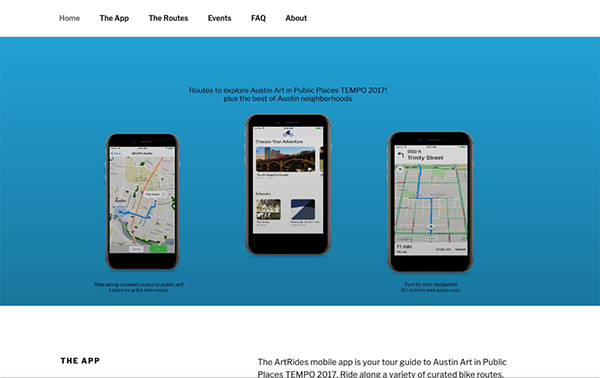 Home The App The Routes Events FAQ About
Routes to explore Austin Art in Public Places TEMPO 2017!
plus the best of Austin neighborhoods
Choose Your Adventure
South Neighborhoods
Artworks
950 ft
Trinity Street
11 min
Austin
Ride along curated routes to public art!
Listen to artist interviews
Turn by turn navigation
On screen and audio cues
THE APP
The ArtRides mobile app is your tour guide to Austin Art in Public
Places TEMPO 2017. Ride along a variety of curated bike routes,